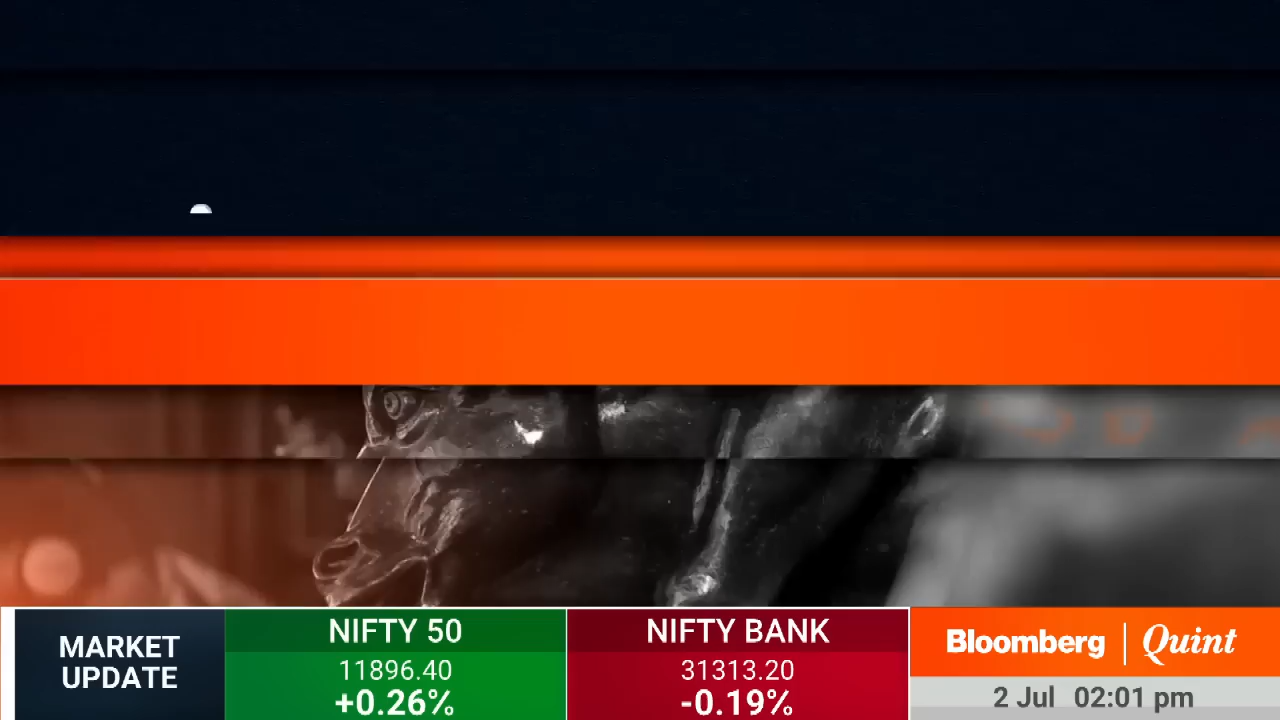 MARKET
UPDATE
NIFTY 50
11896.40
+0.26%
NIFTY BANK
31313.20
-0.19%
Bloomberg | Quint
2 Jul 02:01 pm